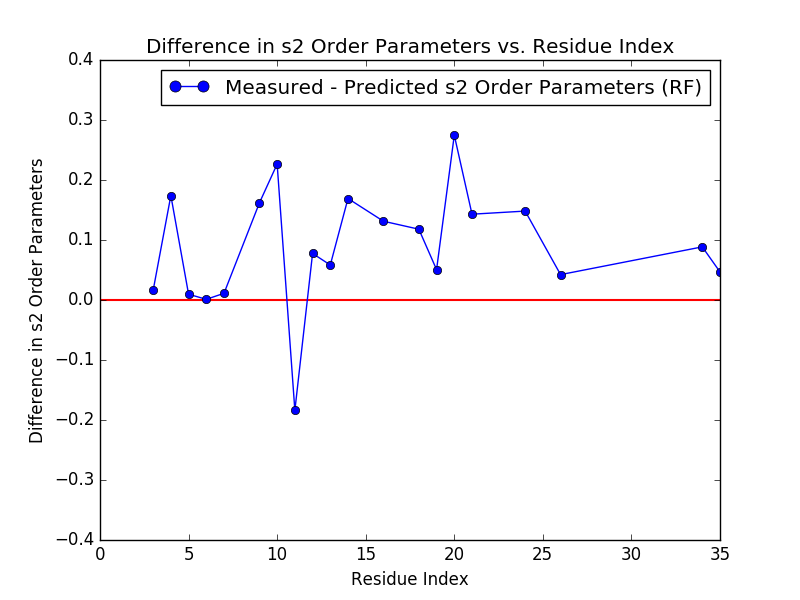 Difference in s2 Order Parameters vs. Residue Index
Measured - Predicted s2 Order Parameters (RF)
Difference in s2 Order Parameters
0.4
0.3
0.2
0.1
0.0
−0.1
−0.2
−0.3
−0.4
0 5 10 15 20 25 30 35
Residue Index